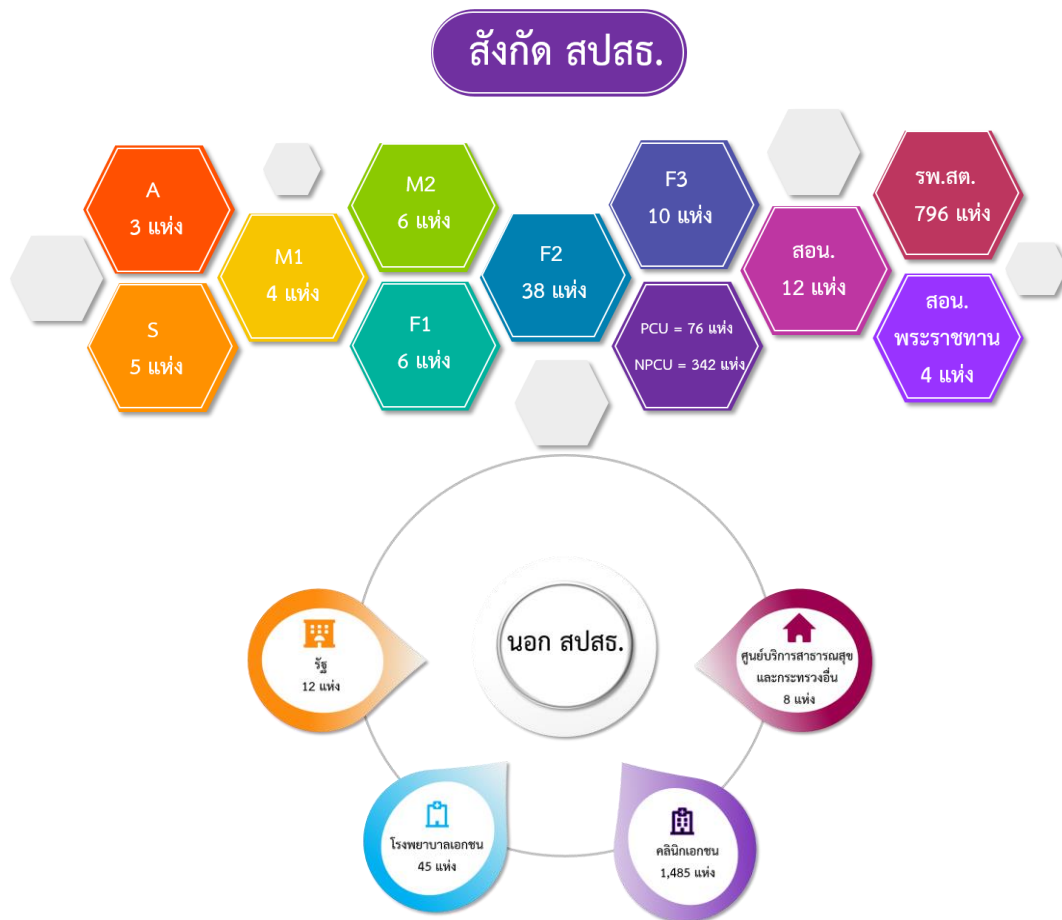 สังกัด สปสธ.
A
3 แห่ง
S
5 แห่ง
M1
4 แห่ง
M2
6 แห่ง
F1
6 แห่ง
F2
38 แห่ง
F3
10 แห่ง
PCU = 76 แห่ง
NPCU = 342 แห่ง
สอน.
12 แห่ง
รพ.สต.
796 แห่ง
สอน.
พระราชทาน
4 แห่ง
นอก สปสธ.
รัฐ
12 แห่ง
ศูนย์บริการสาธารณสุข
และกระทรวงอื่น
8 แห่ง
โรงพยาบาลเอกชน
45 แห่ง
คลินิกเอกชน
1,485 แห่ง